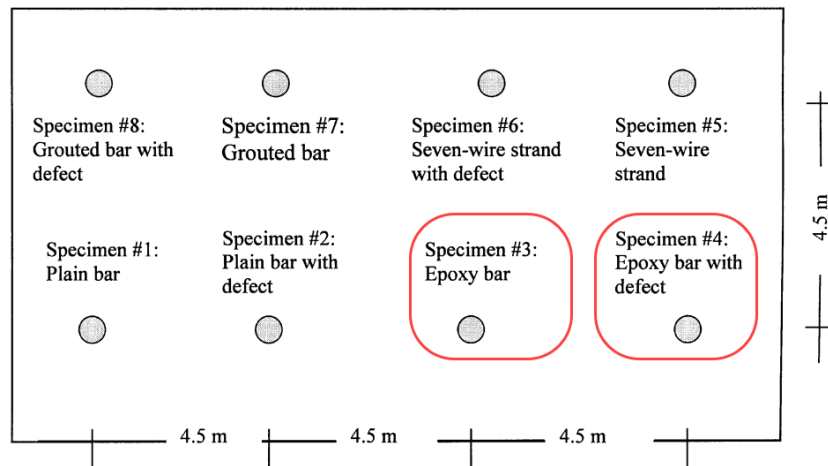 Specimen #8:
Grouted bar with
defect
Specimen #7:
Grouted bar
Specimen #6:
Seven-wire strand
with defect
Specimen #5:
Seven-wire
strand
Specimen #1:
Plain bar
Specimen #2:
Plain bar with
defect
Specimen #3:
Epoxy bar
Specimen #4:
Epoxy bar with
defect
4.5 m
4.5 m
4.5 m
4.5 m